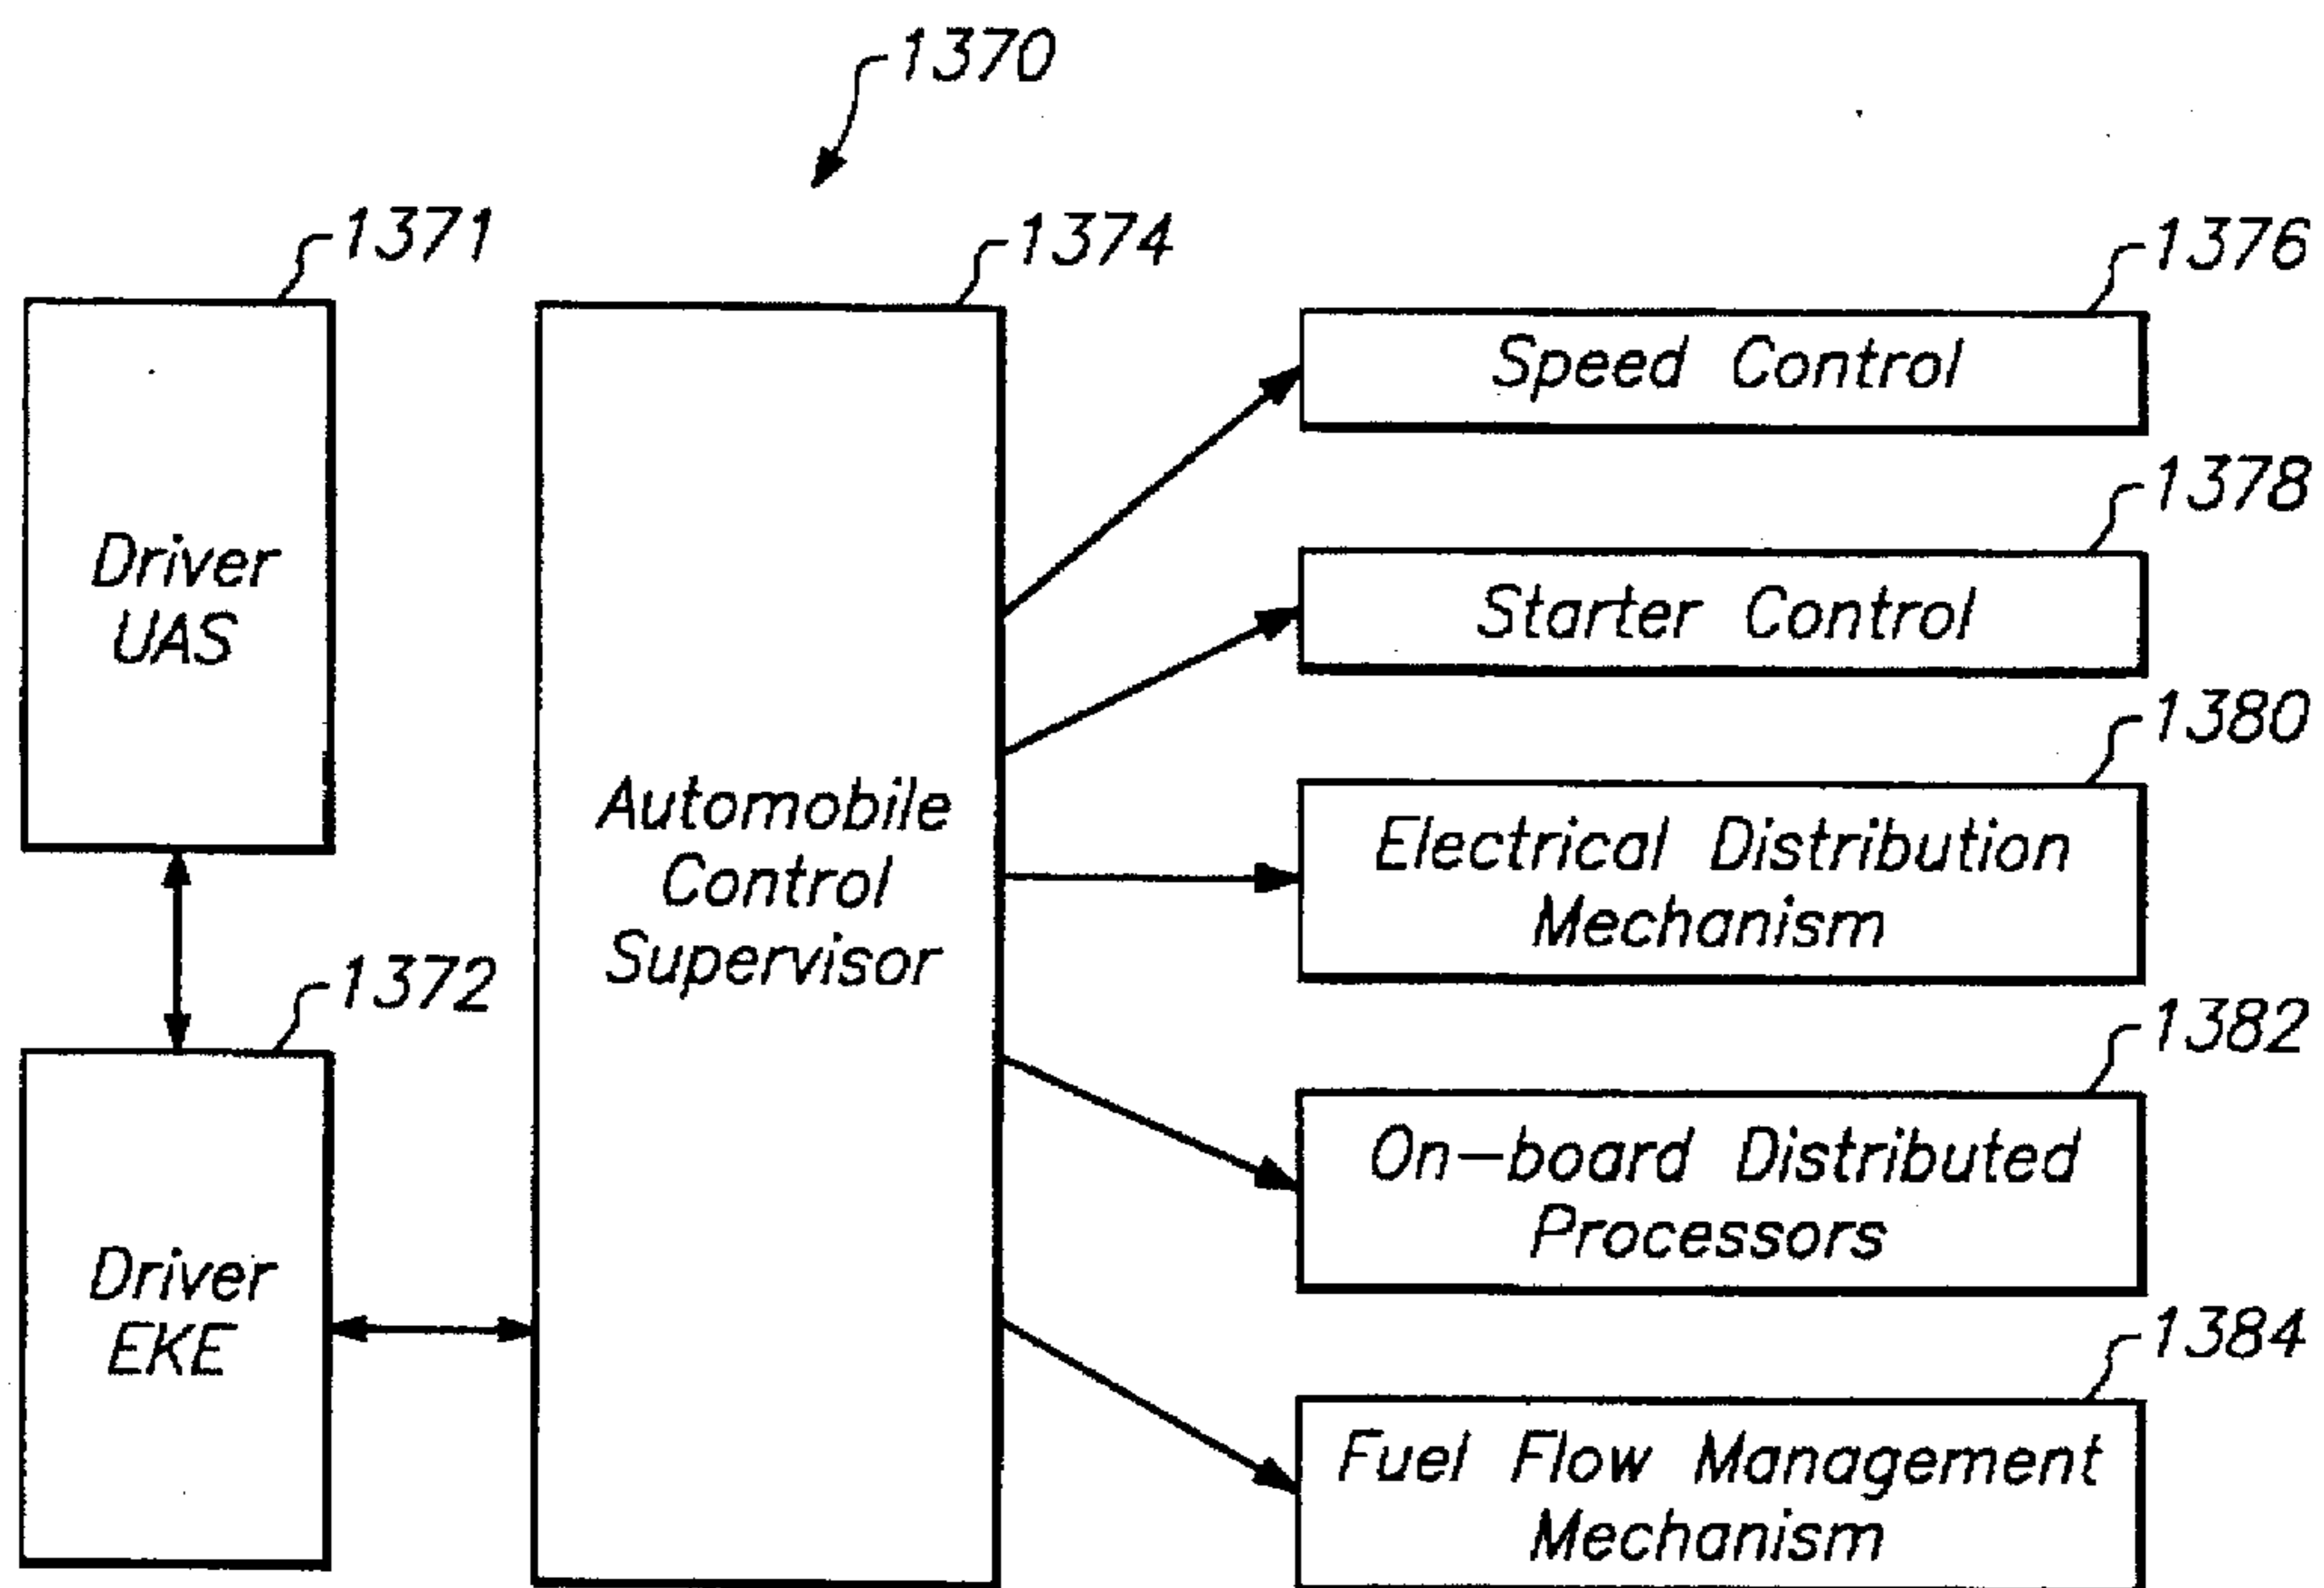 1370
1371
1374
1376
Speed Control
1378
Starter Control
Driver
UAS
1380
Electrical Distribution
Mechanism
Automobile
Control
Supervisor
1372
1382
On-board Distributed
Processors
Driver
EKE
1384
Fuel Flow Management
Mechanism